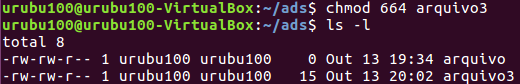 urubu100@urubu100-VirtualBox:~/ads$ chmod 664 arquivo3
urubu100@urubu100-VirtualBox:~/ads$ ls -l
total 8
-rw-rw-r-- 1 urubu100 urubu100     0 Out 13 19:34 arquivo
-rw-rw-r-- 1 urubu100 urubu100    15 Out 13 20:02 arquivo3